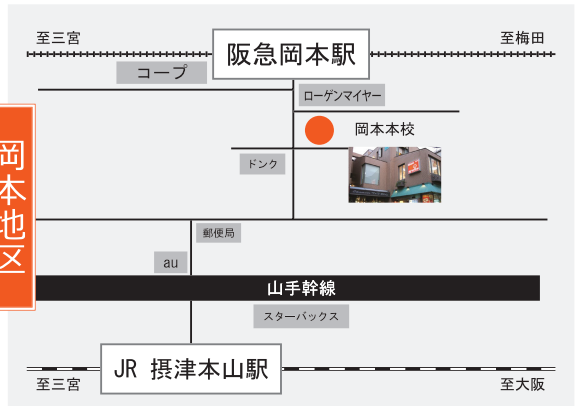 至三宮
阪急岡本駅
至梅田
コープ
ローゲンマイヤー
岡本本校
ドンク
岡本地区
郵便局
au
山手幹線
スターバックス
JR 摂津本山駅
至三宮
至大阪